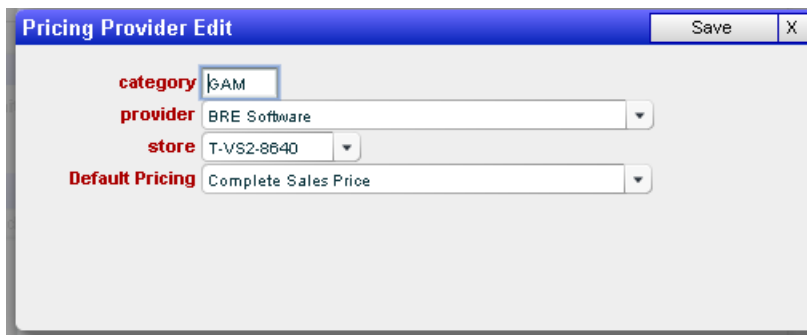 Pricing Provider Edit Save X
category GAM
provider BRE Software
store T-VS2-8640
Default Pricing Complete Sales Price